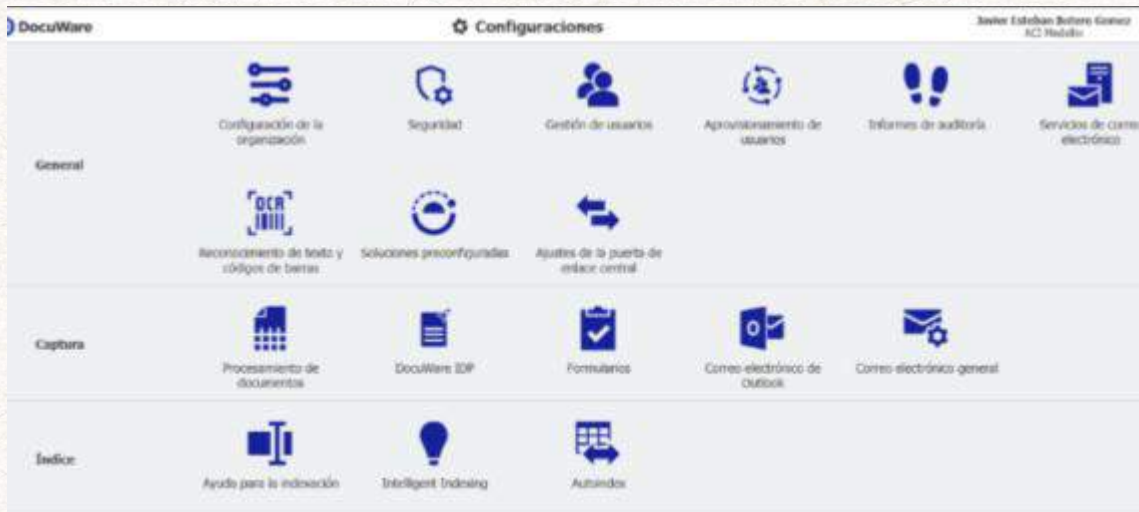 DocuWare
Configuraciones
Javier Esteban Botero Gomez
ACI Medellín
General
Configuración de la organización
Seguridad
Gestión de usuarios
Aprovisionamiento de usuarios
Informes de auditoría
Servicios de correo electrónico
OCR
Reconocimiento de texto y códigos de barras
Soluciones preconfiguradas
Ajustes de la puerta de enlace central
Captura
Procesamiento de documentos
DocuWare IDP
Formularios
Correo electrónico de Outlook
Correo electrónico general
Índice
Ayuda para la indexación
Intelligent Indexing
Autoindex